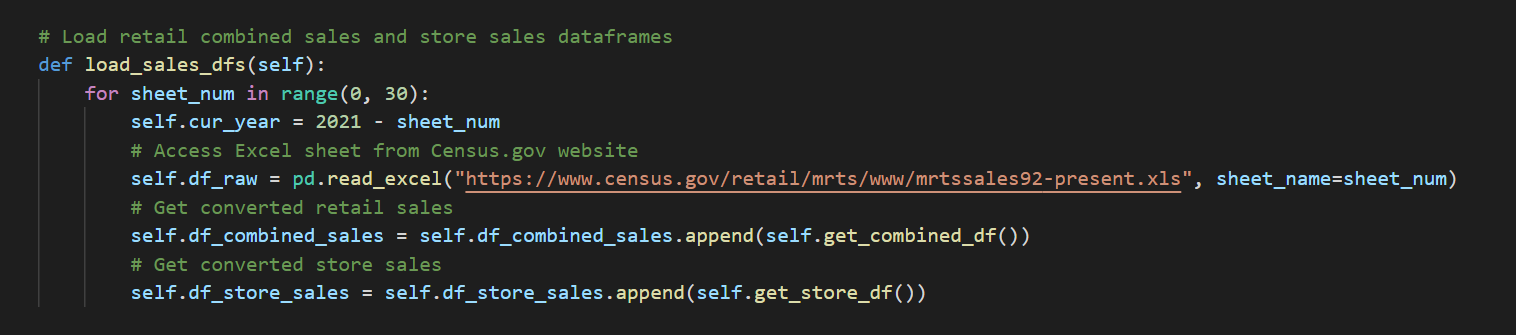 # Load retail combined sales and store sales dataframes
def load_sales_dfs(self):
    for sheet_num in range(0, 30):
        self.cur_year = 2021 - sheet_num
        # Access Excel sheet from Census.gov website
        self.df_raw = pd.read_excel("https://www.census.gov/retail/mrts/www/mrtssales92-present.xls", sheet_name=sheet_num)
        # Get converted retail sales
        self.df_combined_sales = self.df_combined_sales.append(self.get_combined_df())
        # Get converted store sales
        self.df_store_sales = self.df_store_sales.append(self.get_store_df())